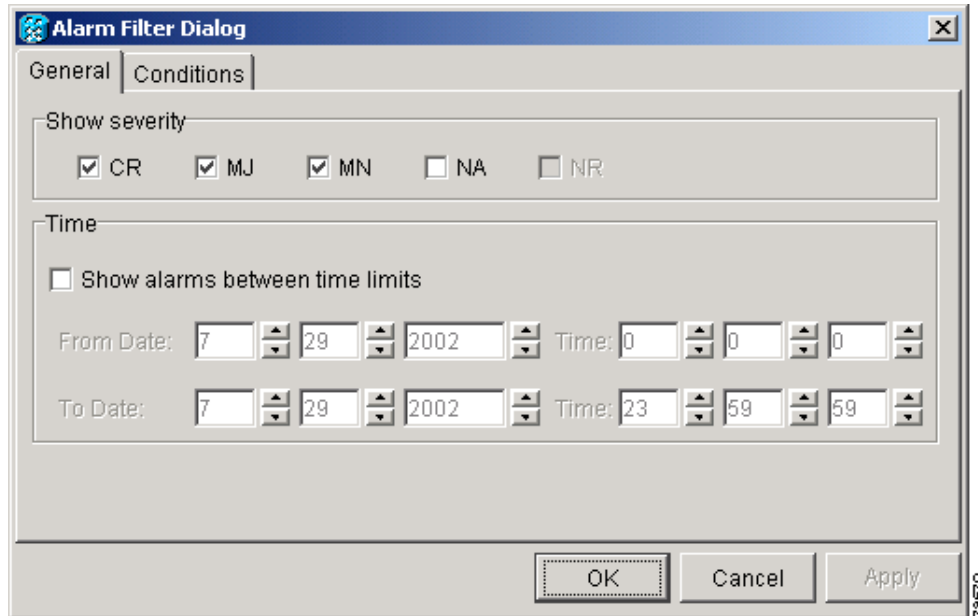 Alarm Filter Dialog
General Conditions
Show severity
CR MJ MN NA NR
Time
Show alarms between time limits
From Date: 7 29 2002 Time: 0 0 0
To Date: 7 29 2002 Time: 23 59 59
OK Cancel Apply